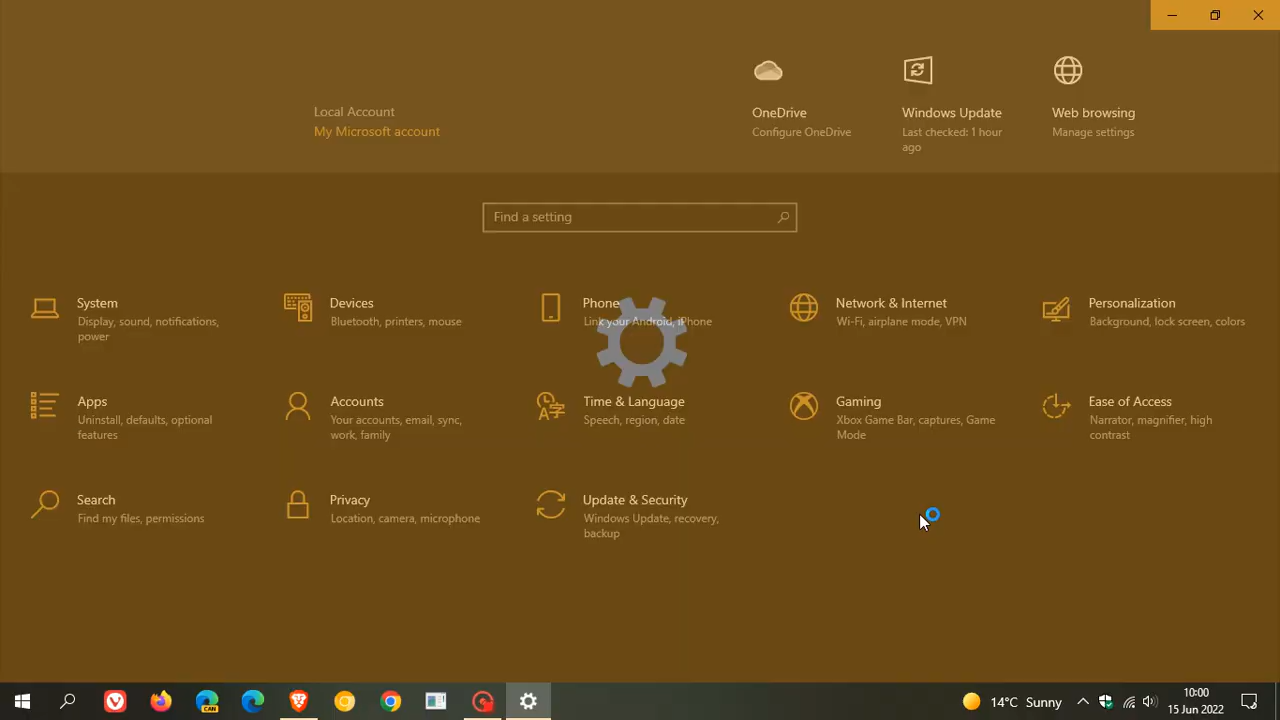 Local Account
My Microsoft account
OneDrive
Configure OneDrive
Windows Update
Last checked: 1 hour
ago
Web browsing
Manage settings
Find a setting
System
Display, sound, notifications,
power
Devices
Bluetooth, printers, mouse
Phone
Link your Android, iPhone
Network & Internet
Wi-Fi, airplane mode, VPN
Personalization
Background, lock screen, colors
Apps
Uninstall, defaults, optional
features
Accounts
Your accounts, email, sync,
work, family
Time & Language
Speech, region, date
Gaming
Xbox Game Bar, captures, Game
Mode
Ease of Access
Narrator, magnifier, high
contrast
Search
Find my files, permissions
Privacy
Location, camera, microphone
Update & Security
Windows Update, recovery,
backup
CAN
14°C Sunny
10:00
15 Jun 2022